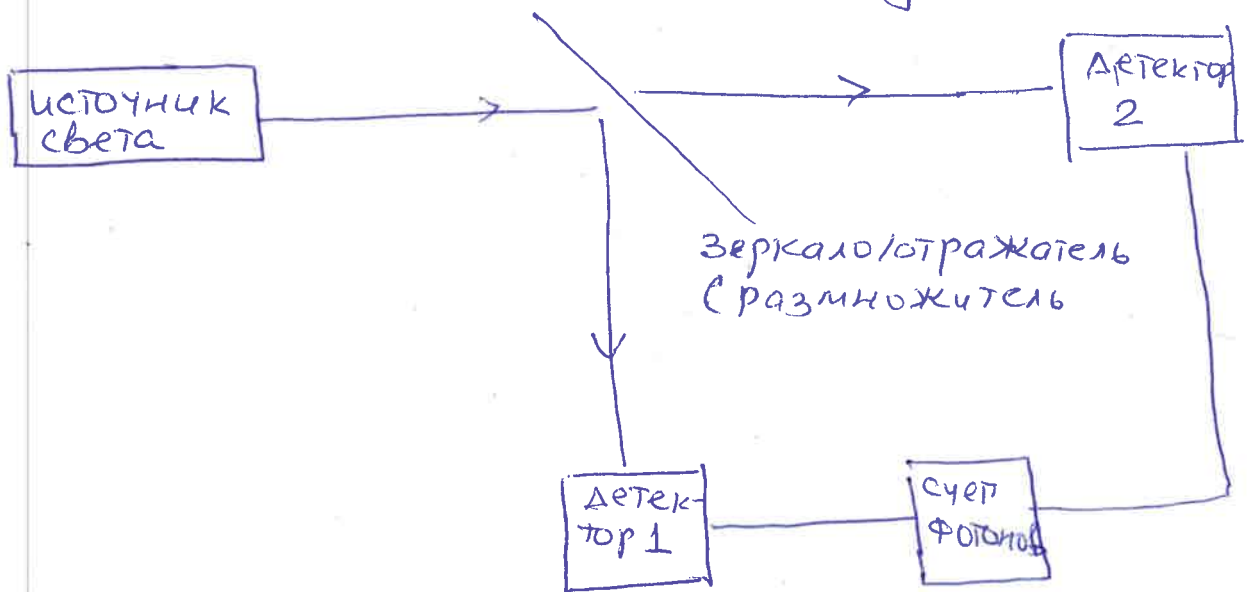 источник
света
Детектор
2
Зеркало/отражатель
(размножитель
Детек-
тор 1
счет
фотонов